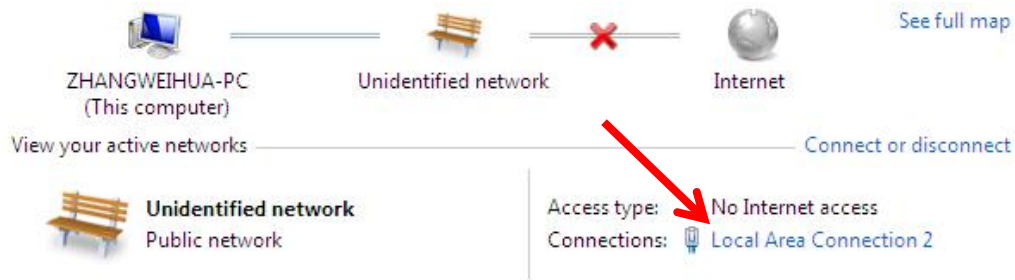 See full map
ZHANGWEIHUA-PC
(This computer)
Unidentified network
Internet
View your active networks
Connect or disconnect
Unidentified network
Public network
Access type: No Internet access
Connections: Local Area Connection 2